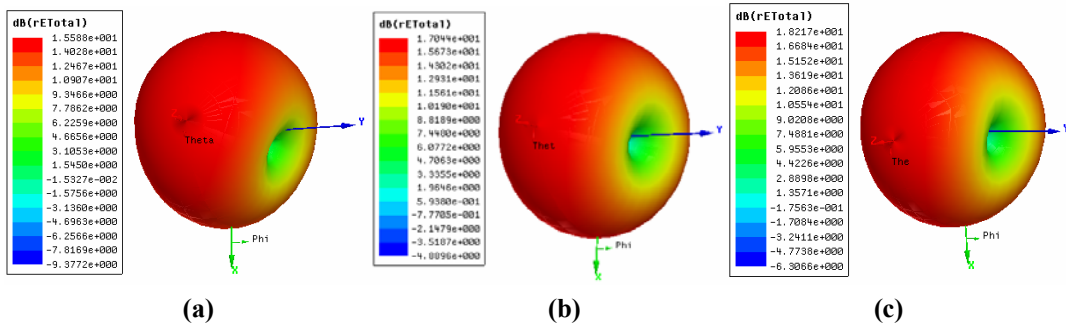 dB(rETotal)
1.5588e+001
1.4028e+001
1.2467e+001
1.0907e+001
9.3466e+000
7.7862e+000
6.2259e+000
4.6656e+000
3.1053e+000
1.5450e+000
-1.5327e-002
-1.5756e+000
-3.1360e+000
-4.6963e+000
-6.2566e+000
-7.8169e+000
-9.3772e+000
Theta
Y
Phi
X
(a)
dB(rETotal)
1.7044e+001
1.5673e+001
1.4302e+001
1.2931e+001
1.1561e+001
1.0190e+001
8.8189e+000
7.4480e+000
6.0772e+000
4.7063e+000
3.3355e+000
1.9646e+000
5.9380e-001
-7.7705e-001
-2.1479e+000
-3.5187e+000
-4.8896e+000
Z
Thet
Y
Phi
X
(b)
dB(rETotal)
1.8217e+001
1.6684e+001
1.5152e+001
1.3619e+001
1.2086e+001
1.0554e+001
9.0208e+000
7.4881e+000
5.9553e+000
4.4226e+000
2.8898e+000
1.3571e+000
-1.7563e-001
-1.7084e+000
-3.2411e+000
-4.7738e+000
-6.3066e+000
Z
The
Y
Phi
X
(c)